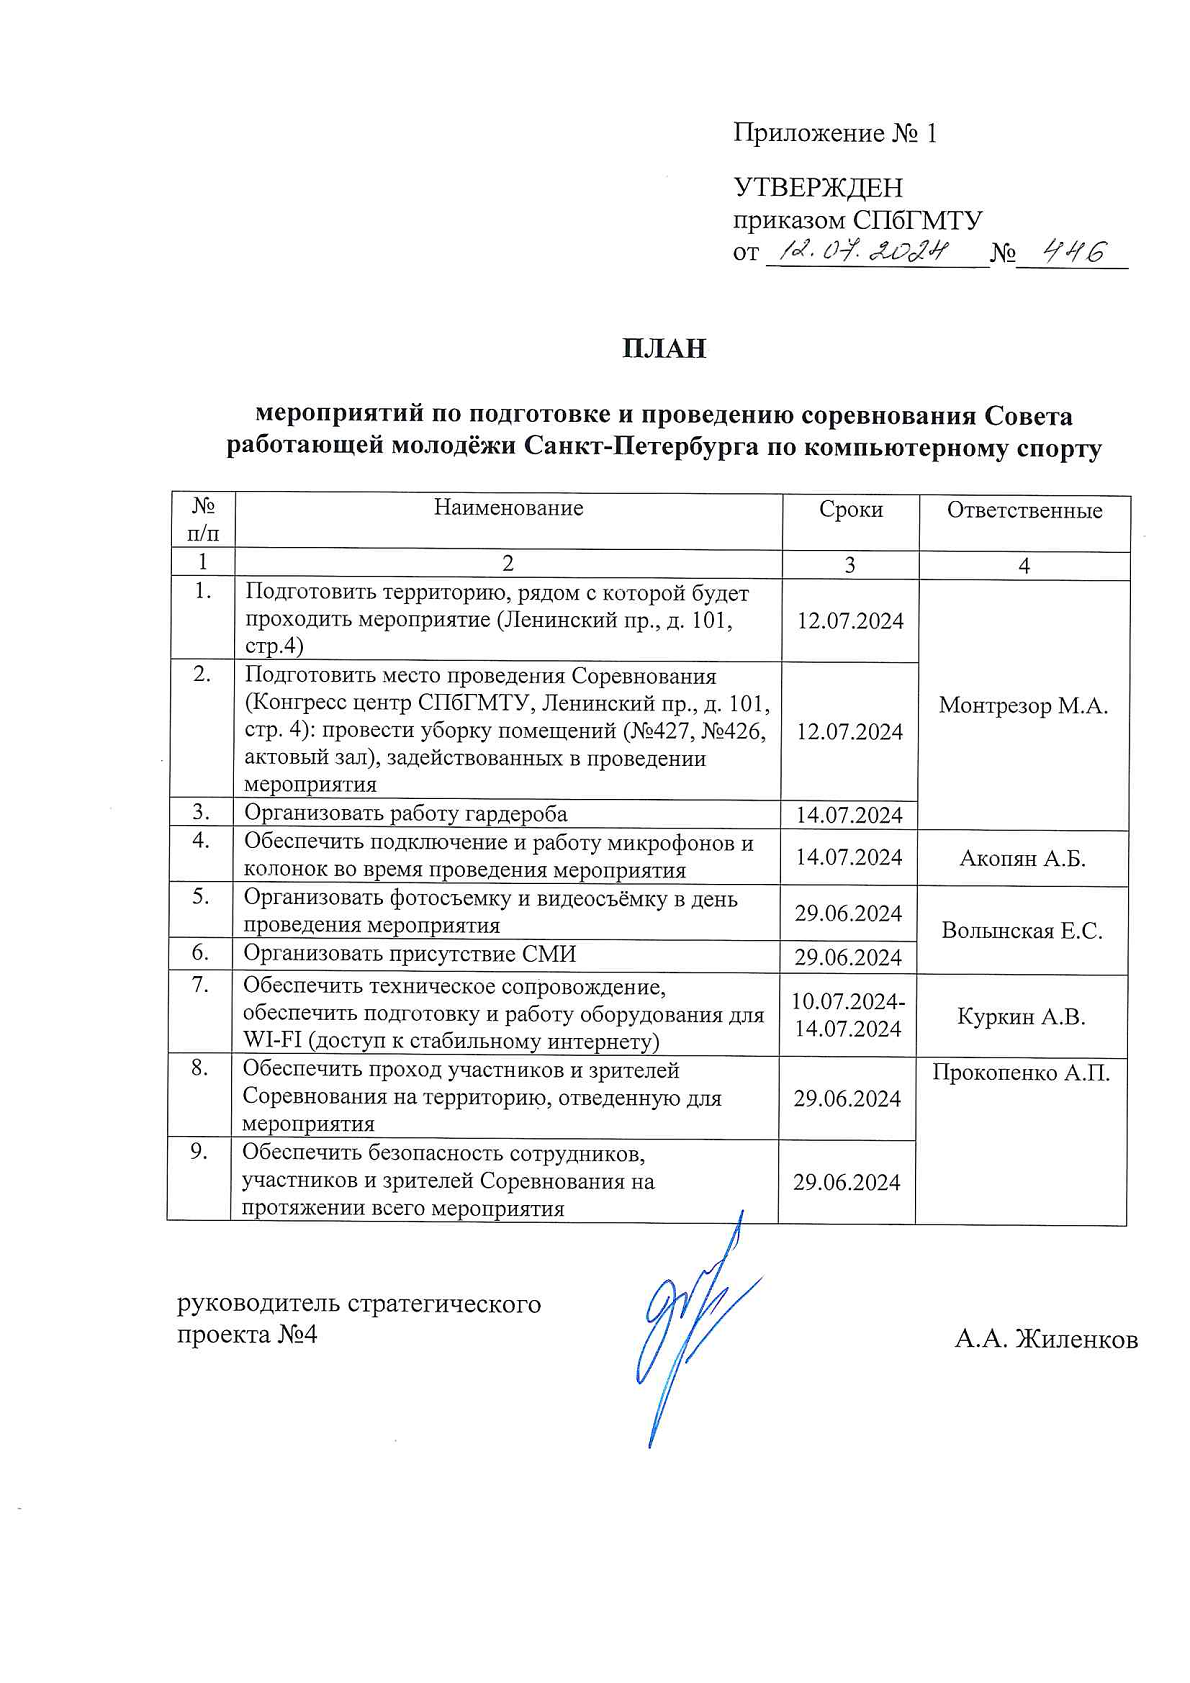 Приложение № 1
УТВЕРЖДЕН
приказом СПбГМТУ
от 12.07.2024 № 446
ПЛАН
мероприятий по подготовке и проведению соревнования Совета
работающей молодёжи Санкт-Петербурга по компьютерному спорту
№ п/п Наименование Сроки Ответственные
1 2 3 4
1. Подготовить территорию, рядом с которой будет
проходить мероприятие (Ленинский пр., д. 101,
стр.4)
12.07.2024
2. Подготовить место проведения Соревнования
(Конгресс центр СПбГМТУ, Ленинский пр., д. 101,
стр. 4): провести уборку помещений (№427, №426,
актовый зал), задействованных в проведении
мероприятия
12.07.2024
Монтрезор М.А.
3. Организовать работу гардероба 14.07.2024
4. Обеспечить подключение и работу микрофонов и
колонок во время проведения мероприятия
14.07.2024
Акопян А.Б.
5. Организовать фотосъемку и видеосъёмку в день
проведения мероприятия
29.06.2024
Волынская Е.С.
6. Организовать присутствие СМИ 29.06.2024
7. Обеспечить техническое сопровождение,
обеспечить подготовку и работу оборудования для
WI-FI (доступ к стабильному интернету)
10.07.2024-
14.07.2024
Куркин А.В.
8. Обеспечить проход участников и зрителей
Соревнования на территорию, отведенную для
мероприятия
29.06.2024
Прокопенко А.П.
9. Обеспечить безопасность сотрудников,
участников и зрителей Соревнования на
протяжении всего мероприятия
29.06.2024
руководитель стратегического
проекта №4
А.А. Жиленков